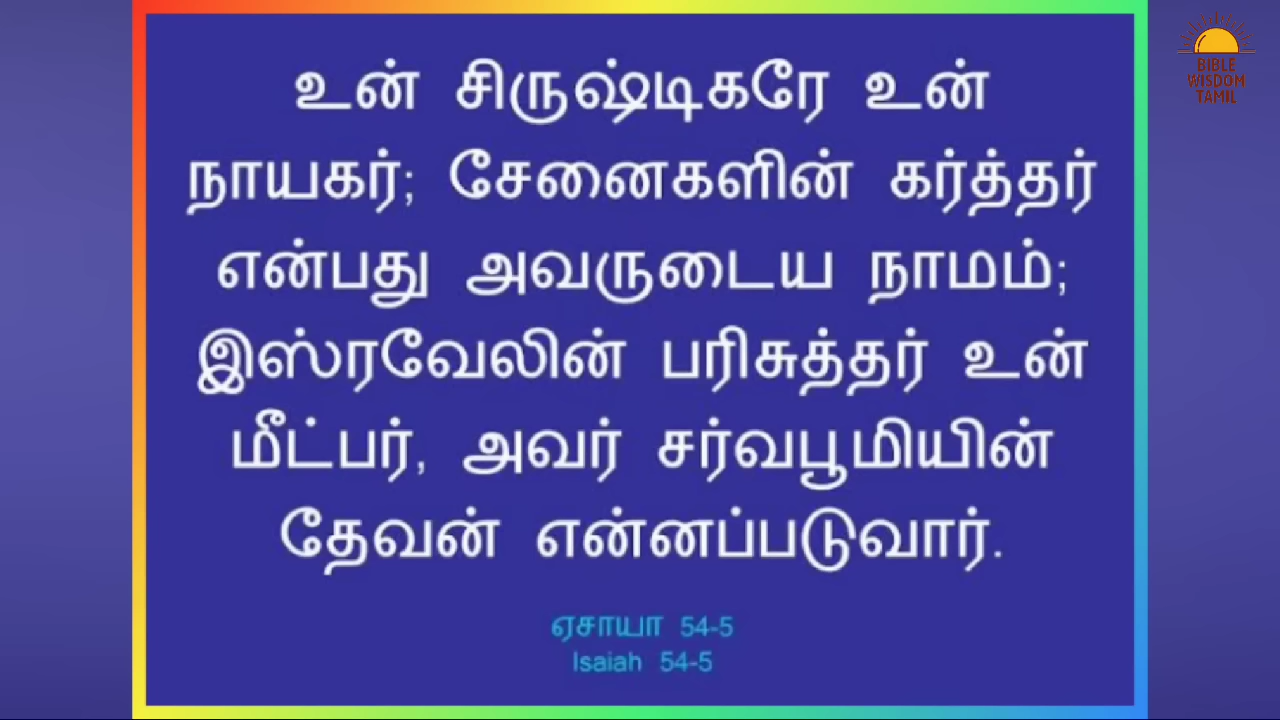 உன் சிருஷ்டிகரே உன்
நாயகர்; சேனைகளின் கர்த்தர்
என்பது அவருடைய நாமம்;
இஸ்ரவேலின் பரிசுத்தர் உன்
மீட்பர், அவர் சர்வபூமியின்
தேவன் என்னப்படுவார்.
ஏசாயா 54-5
Isaiah 54-5
BIBLE
WISDOM
TAMIL